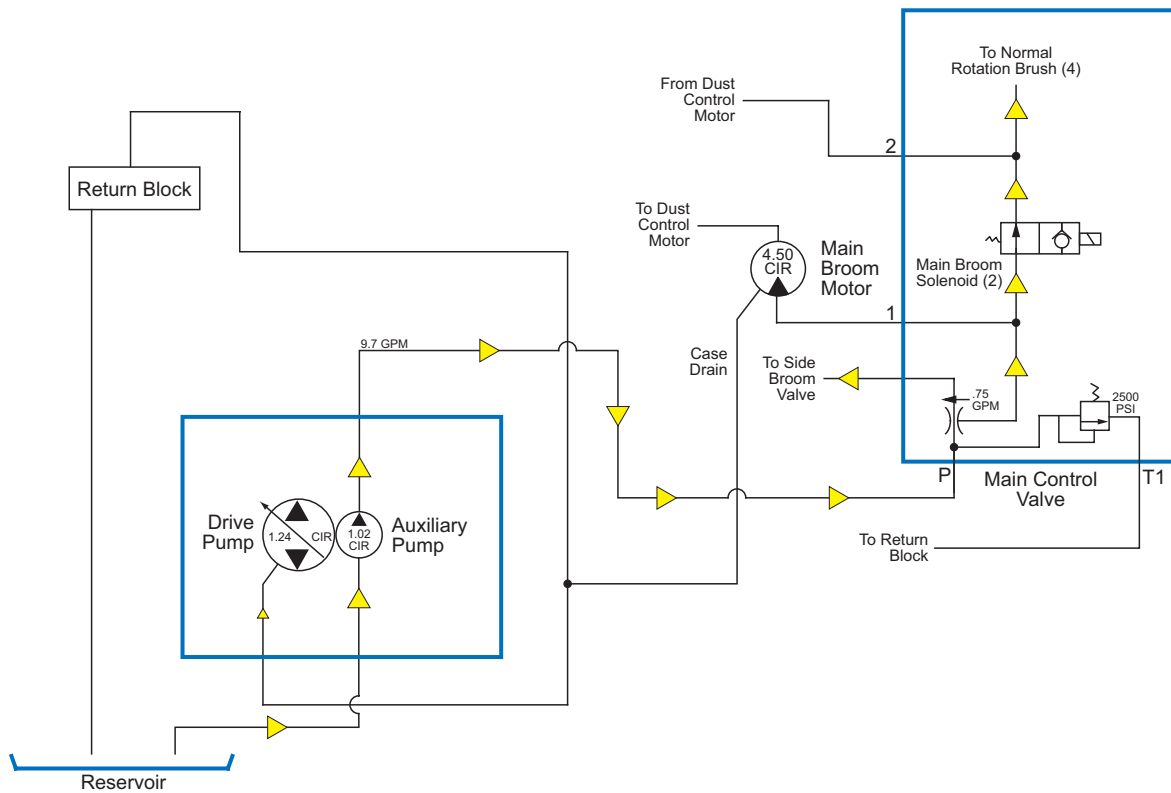 To Normal
Rotation Brush (4)
From Dust
Control
Motor
2
Return Block
To Dust
Control
Motor
4.50
CIR
Main
Broom
Motor
Main Broom
Solenoid (2)
1
9.7 GPM
Case
Drain
To Side
Broom
Valve
.75
GPM
2500
PSI
P
Main Control
Valve
T1
Drive
Pump
1.24
CIR
1.02
CIR
Auxiliary
Pump
To Return
Block
Reservoir